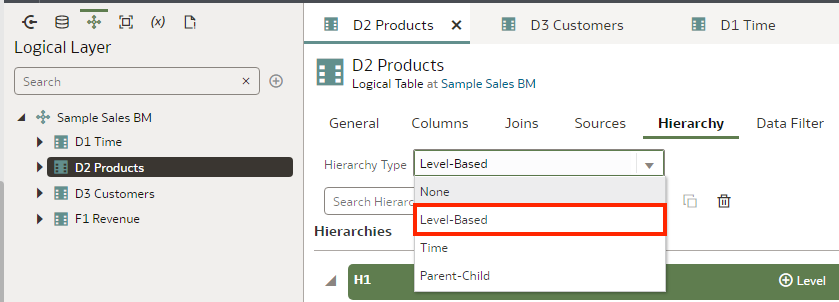 (x)
Logical Layer
Search
Sample Sales BM
D1 Time
D2 Products
D3 Customers
F1 Revenue
D2 Products
D3 Customers
D1 Time
D2 Products
Logical Table at Sample Sales BM
General Columns Joins Sources Hierarchy Data Filter
Hierarchy Type Level-Based
None
Search Hierar
Level-Based
Hierarchies
Time
Parent-Child
H1
Level